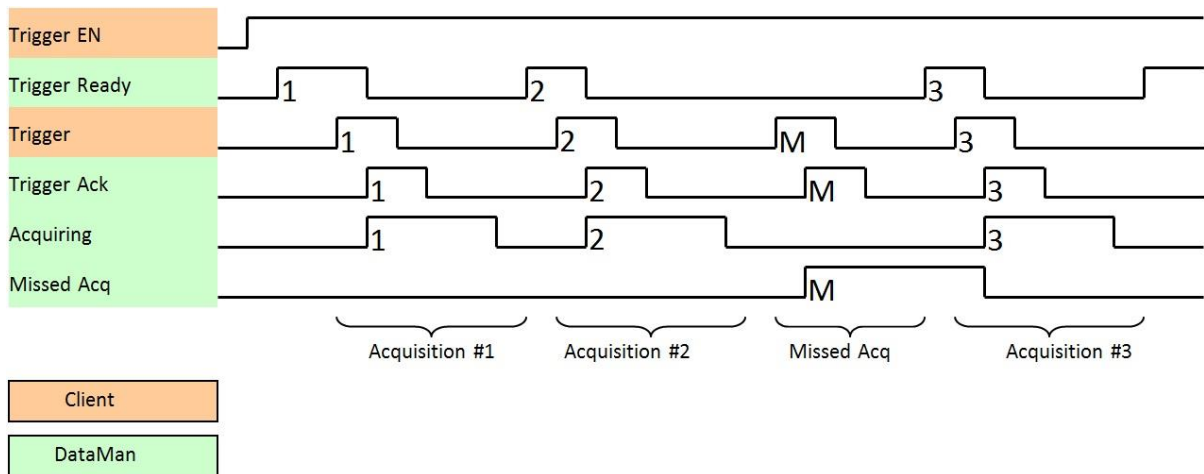 Trigger EN
Trigger Ready 1 2 3
Trigger 1 2 M 3
Trigger Ack 1 2 M 3
Acquiring 1 2 3
Missed Acq M
Acquisition #1 Acquisition #2 Missed Acq Acquisition #3
Client
DataMan